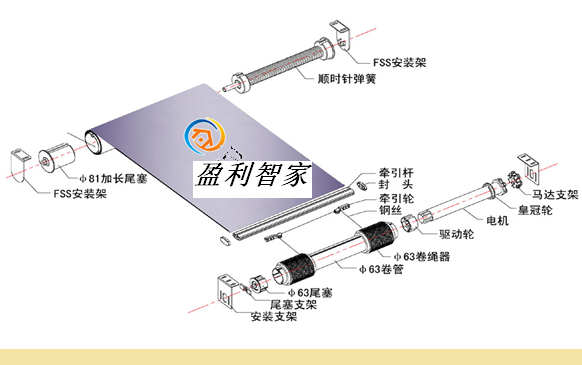 FSS安装架
顺时针弹簧
φ81加长尾塞
FSS安装架
盈利智家
牵引杆
封 头
牵引轮
钢丝
马达支架
皇冠轮
电机
驱动轮
φ63卷绳器
φ63卷管
φ63尾塞
尾塞支架
安装支架